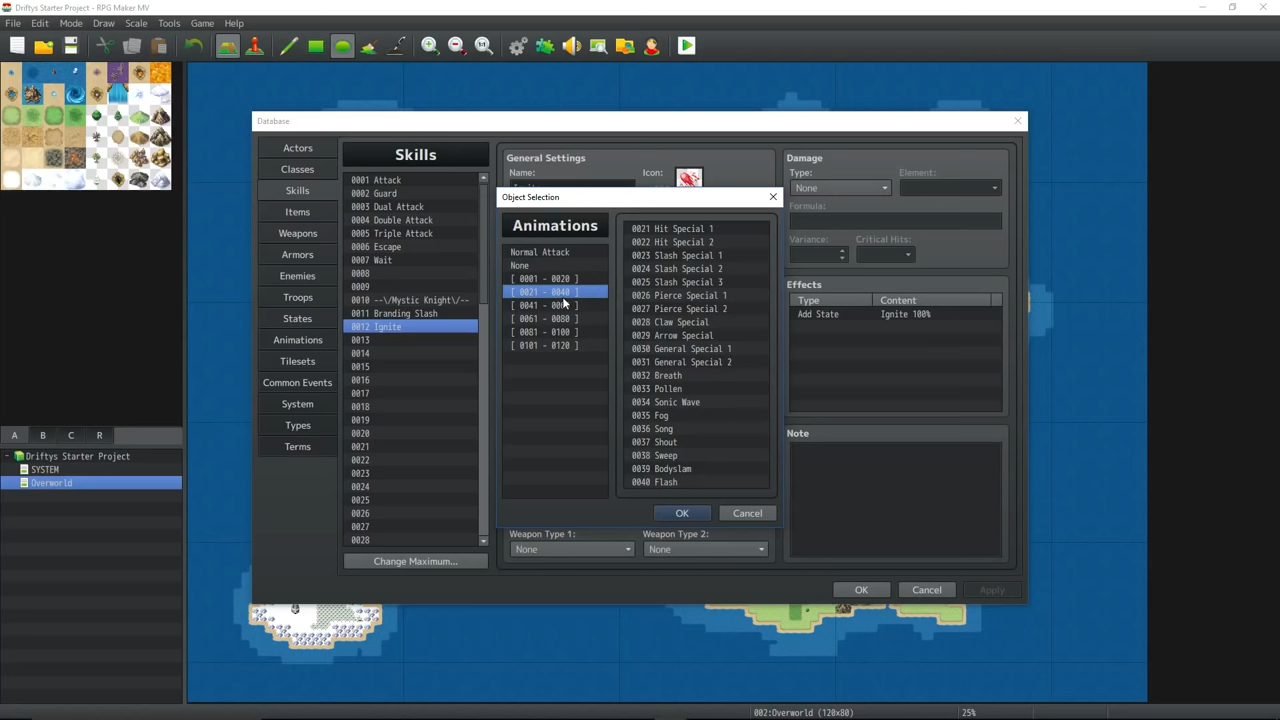 Driftys Starter Project - RPG Maker MV
File Edit Mode Draw Scale Tools Game Help
Database
Actors
Classes
Skills
Items
Weapons
Armors
Enemies
Troops
States
Animations
Tilesets
Common Events
System
Types
Terms
Skills
0001 Attack
0002 Guard
0003 Dual Attack
0004 Double Attack
0005 Triple Attack
0006 Escape
0007 Wait
0008
0009
0010 --\/Mystic Knight\/--
0011 Branding Slash
0012 Ignite
0013
0014
0015
0016
0017
0018
0019
0020
0021
0022
0023
0024
0025
0026
0027
0028
Change Maximum...
General Settings
Name: Icon:
Object Selection
Animations
Normal Attack
None
[ 0001 - 0020 ]
[ 0021 - 0040 ]
[ 0041 - 0060 ]
[ 0061 - 0080 ]
[ 0081 - 0100 ]
[ 0101 - 0120 ]
0021 Hit Special 1
0022 Hit Special 2
0023 Slash Special 1
0024 Slash Special 2
0025 Slash Special 3
0026 Pierce Special 1
0027 Pierce Special 2
0028 Claw Special
0029 Arrow Special
0030 General Special 1
0031 General Special 2
0032 Breath
0033 Pollen
0034 Sonic Wave
0035 Fog
0036 Song
0037 Shout
0038 Sweep
0039 Bodyslam
0040 Flash
OK Cancel
Weapon Type 1: Weapon Type 2:
None None
Damage
Type: Element:
None
Formula:
Variance: Critical Hits:
Effects
Type Content
Add State Ignite 100%
Note
OK Cancel Apply
A B C R
Driftys Starter Project
SYSTEM
Overworld
002:Overworld (120x80) 25%